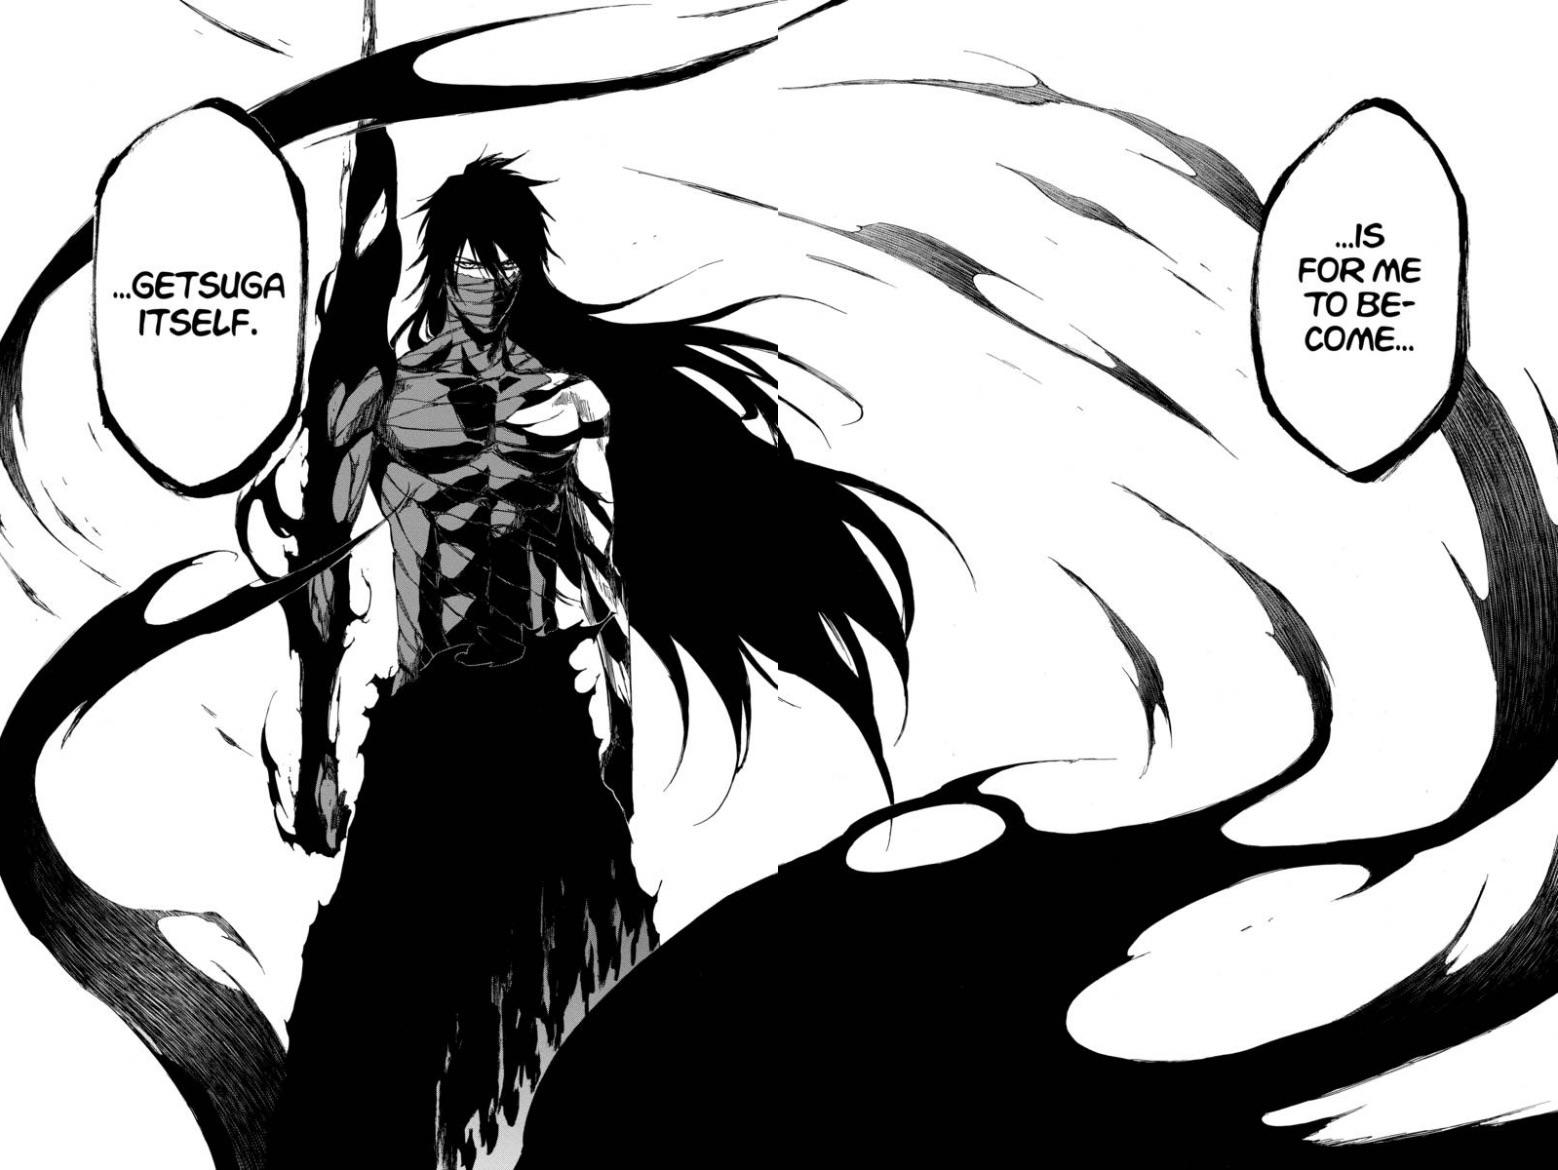 ...IS
FOR ME
TO BE-
COME...
...GETSUGA
ITSELF.